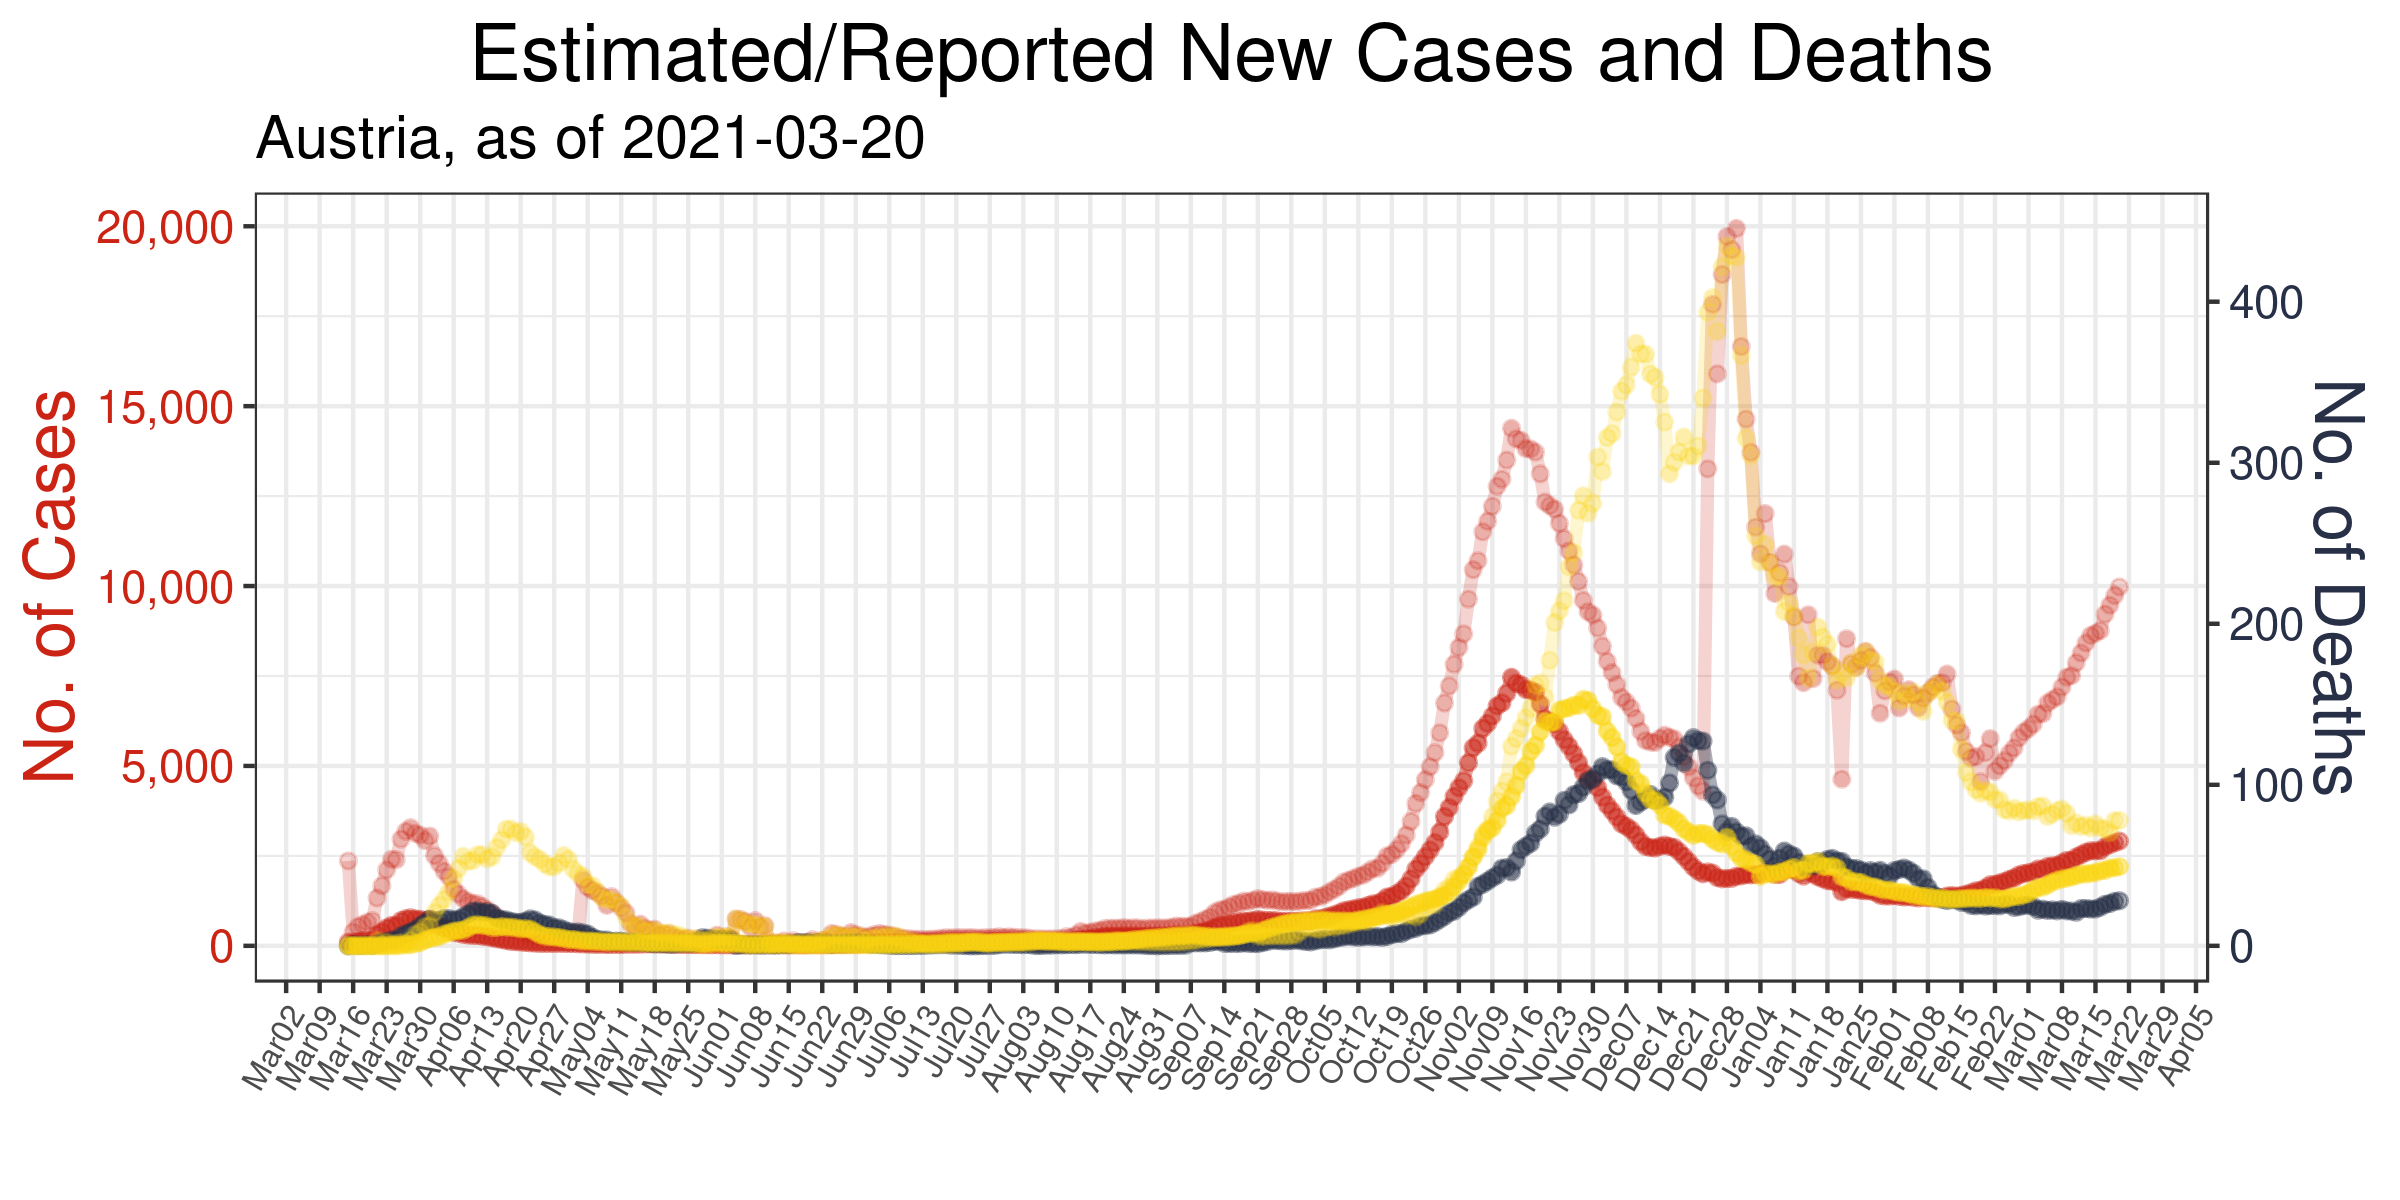 Estimated/Reported New Cases and Deaths
Austria, as of 2021-03-20
No. of Cases
20,000
15,000
10,000
5,000
0
No. of Deaths
400
300
200
100
0
Mar02
Mar09
Mar16
Mar23
Mar30
Apr06
Apr13
Apr20
Apr27
May04
May11
May18
May25
Jun01
Jun08
Jun15
Jun22
Jun29
Jul06
Jul13
Jul20
Jul27
Aug03
Aug10
Aug17
Aug24
Aug31
Sep07
Sep14
Sep21
Sep28
Oct05
Oct12
Oct19
Oct26
Nov02
Nov09
Nov16
Nov23
Nov30
Dec07
Dec14
Dec21
Dec28
Jan04
Jan11
Jan18
Jan25
Feb01
Feb08
Feb15
Feb22
Mar01
Mar08
Mar15
Mar22
Mar29
Apr05